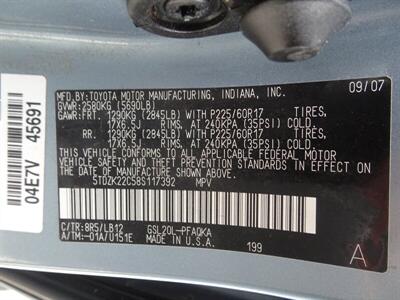 09/07
MFD. BY: TOYOTA MOTOR MANUFACTURING, INDIANA, INC.
GVWR: 2580KG (5690LB)
GAWR: FRT. 1290KG (2845LB) WITH P225/60R17 TIRES,
17X6.5J RIMS, AT 240KPA (35PSI) COLD.
RR. 1290KG (2845LB) WITH P225/60R17 TIRES,
17X6.5J RIMS, AT 240KPA (35PSI) COLD.
THIS VEHICLE CONFORMS TO ALL APPLICABLE FEDERAL MOTOR
VEHICLE SAFETY AND THEFT PREVENTION STANDARDS IN EFFECT ON
THE DATE OF MANUFACTURE SHOWN ABOVE.
5TDZK22C58S117392 MPV
C/TR: 8R5/LB12 GSL20L-PFAQKA
A/TM: -01A/U151E MADE IN U.S.A. 199
A
04E7V 45691